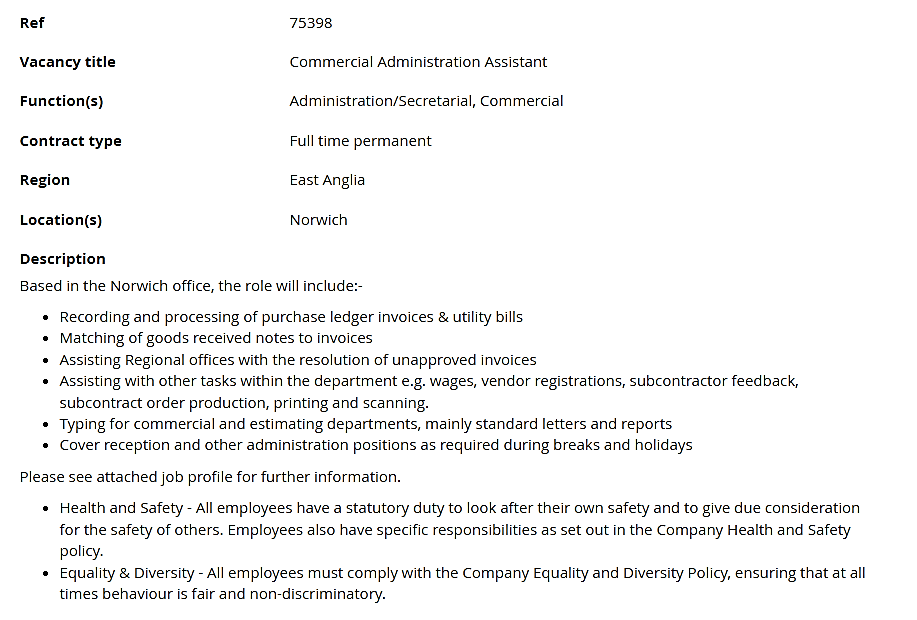 Ref 75398
Vacancy title Commercial Administration Assistant
Function(s) Administration/Secretarial, Commercial
Contract type Full time permanent
Region East Anglia
Location(s) Norwich
Description
Based in the Norwich office, the role will include:-
• Recording and processing of purchase ledger invoices & utility bills
• Matching of goods received notes to invoices
• Assisting Regional offices with the resolution of unapproved invoices
• Assisting with other tasks within the department e.g. wages, vendor registrations, subcontractor feedback,
subcontract order production, printing and scanning.
• Typing for commercial and estimating departments, mainly standard letters and reports
• Cover reception and other administration positions as required during breaks and holidays
Please see attached job profile for further information.
• Health and Safety - All employees have a statutory duty to look after their own safety and to give due consideration
for the safety of others. Employees also have specific responsibilities as set out in the Company Health and Safety
policy.
• Equality & Diversity - All employees must comply with the Company Equality and Diversity Policy, ensuring that at all
times behaviour is fair and non-discriminatory.